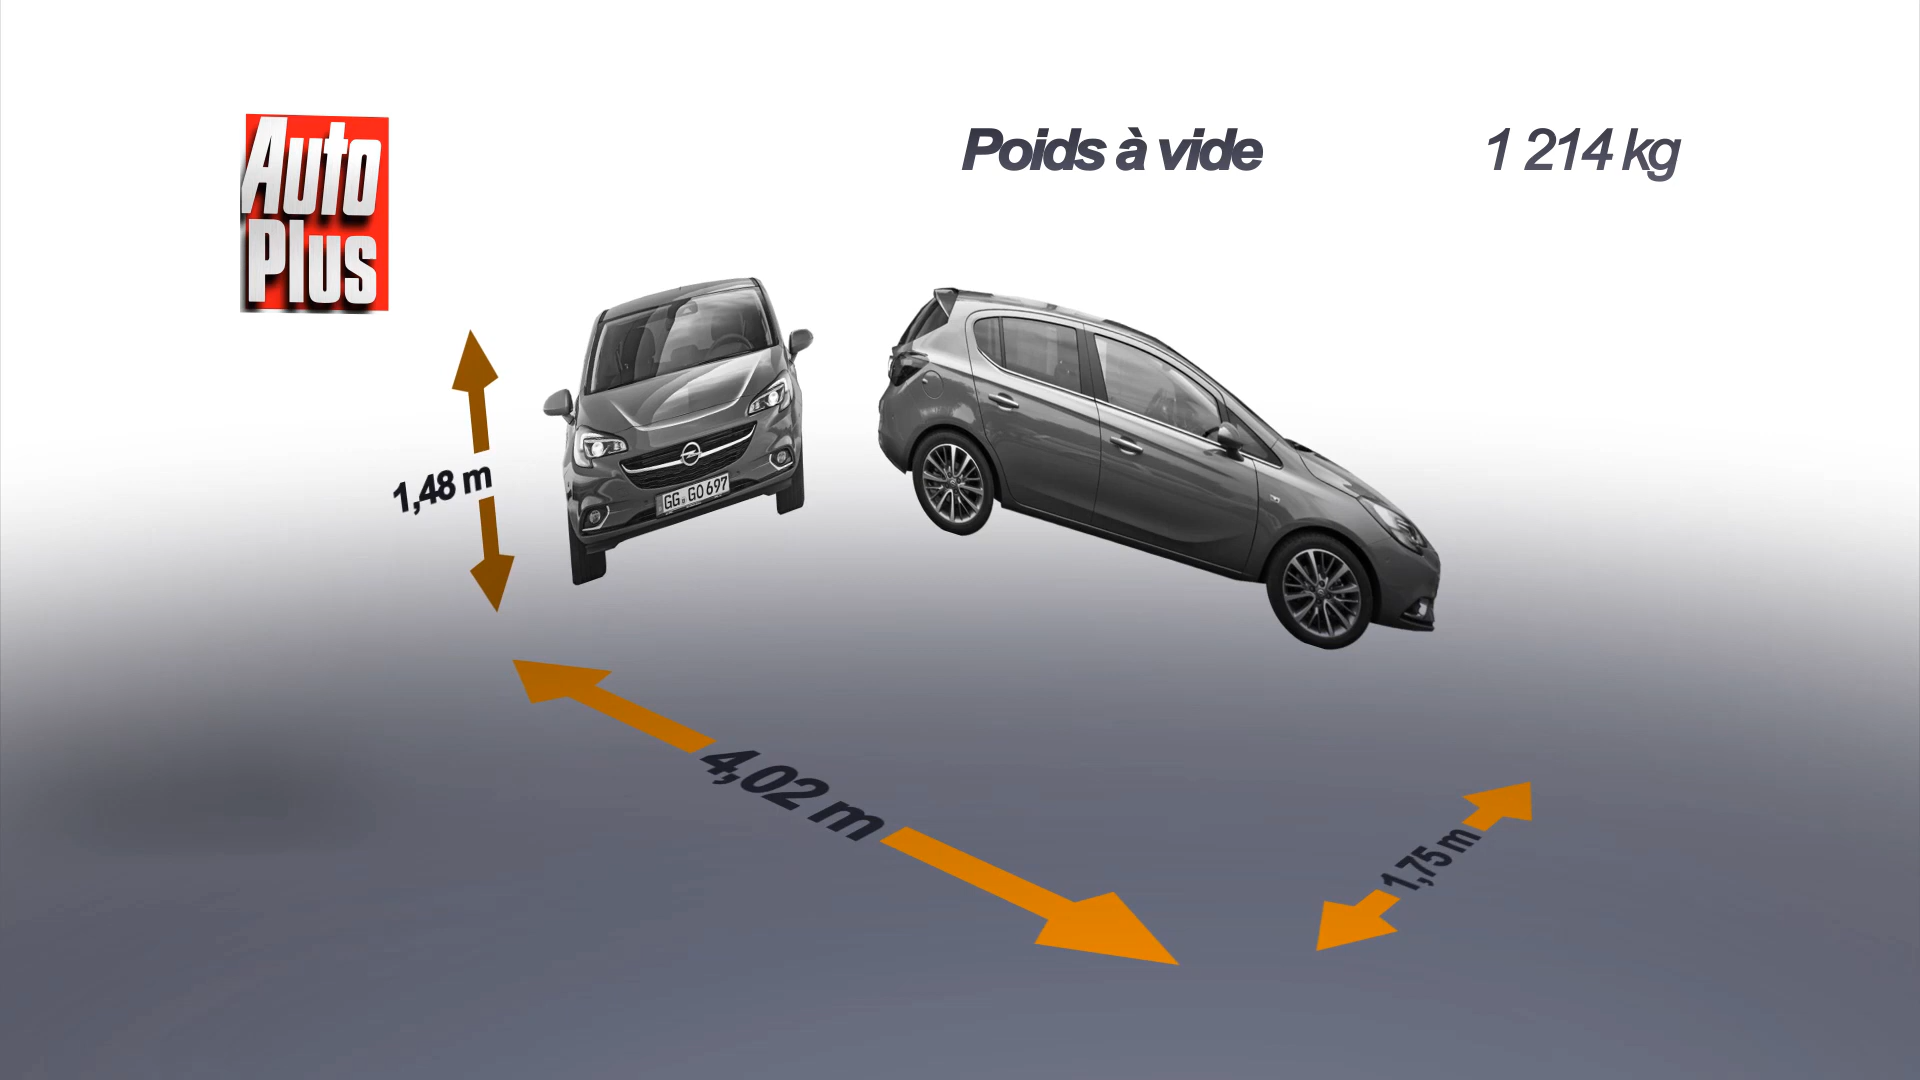 Auto
Plus
Poids à vide 1 214 kg
1,48 m
GG GO 697
4,02 m
1,75 m